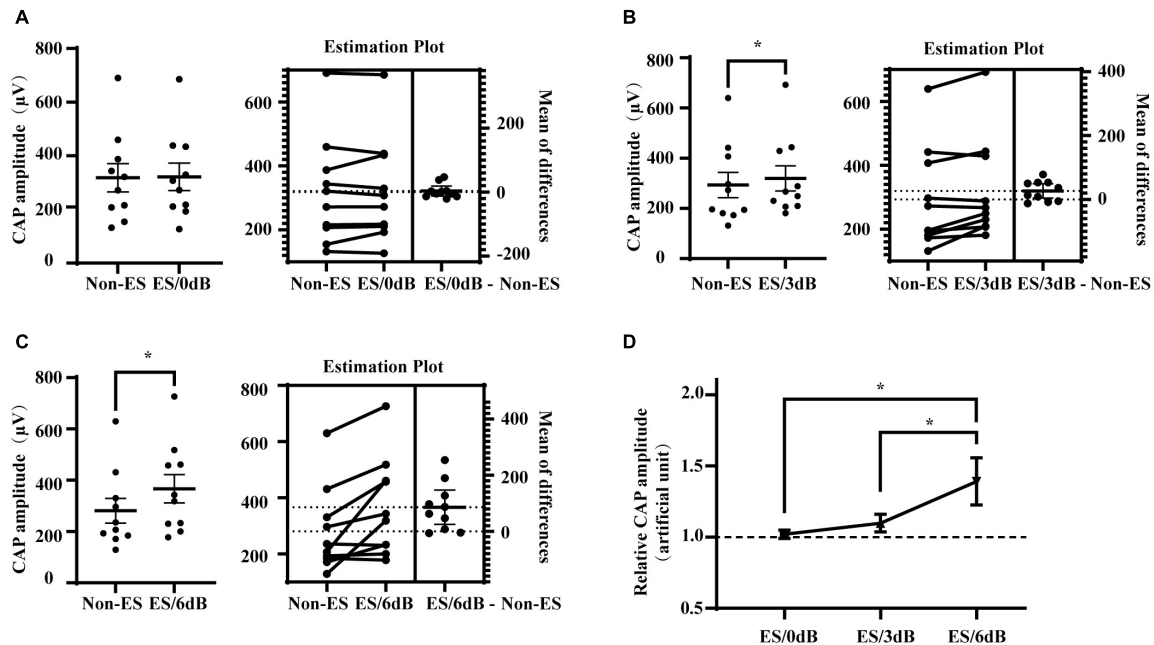 A
Estimation Plot
CAP amplitude (μV)
800
600
400
200
0
Non-ES ES/0dB
600
400
200
200
0
-200
Mean of differences
Non-ES ES/0dB ES/0dB - Non-ES
B
Estimation Plot
CAP amplitude (μV)
800
600
400
200
0
*
Non-ES ES/3dB
600
400
200
400
200
0
Mean of differences
Non-ES ES/3dB ES/3dB - Non-ES
C
Estimation Plot
CAP amplitude (μV)
800
600
400
200
0
*
Non-ES ES/6dB
800
600
400
200
400
200
0
Mean of differences
Non-ES ES/6dB ES/6dB - Non-ES
D
Relative CAP amplitude
(artificial unit)
2.0
1.5
1.0
0.5
*
*
ES/0dB ES/3dB ES/6dB